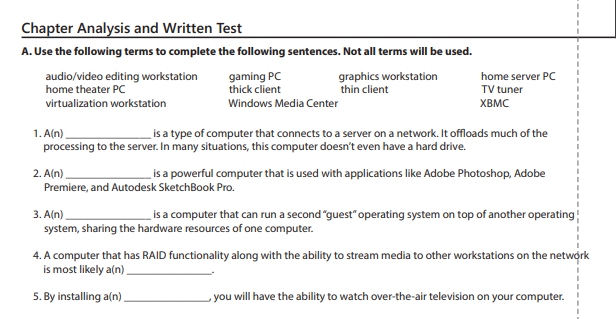 Chapter Analysis and Written Test
A. Use the following terms to complete the following sentences. Not all terms will be used.
audio/video editing workstation gaming PC graphics workstation home server PC
home theater PC thick client thin client TV tuner
virtualization workstation Windows Media Center XBMC
1. A(n) ________________ is a type of computer that connects to a server on a network. It offloads much of the
processing to the server. In many situations, this computer doesn't even have a hard drive.
2. A(n) ________________ is a powerful computer that is used with applications like Adobe Photoshop, Adobe
Premiere, and Autodesk SketchBook Pro.
3. A(n) ________________ is a computer that can run a second "guest" operating system on top of another operating
system, sharing the hardware resources of one computer.
4. A computer that has RAID functionality along with the ability to stream media to other workstations on the network
is most likely a(n) ________________.
5. By installing a(n) ________________, you will have the ability to watch over-the-air television on your computer.